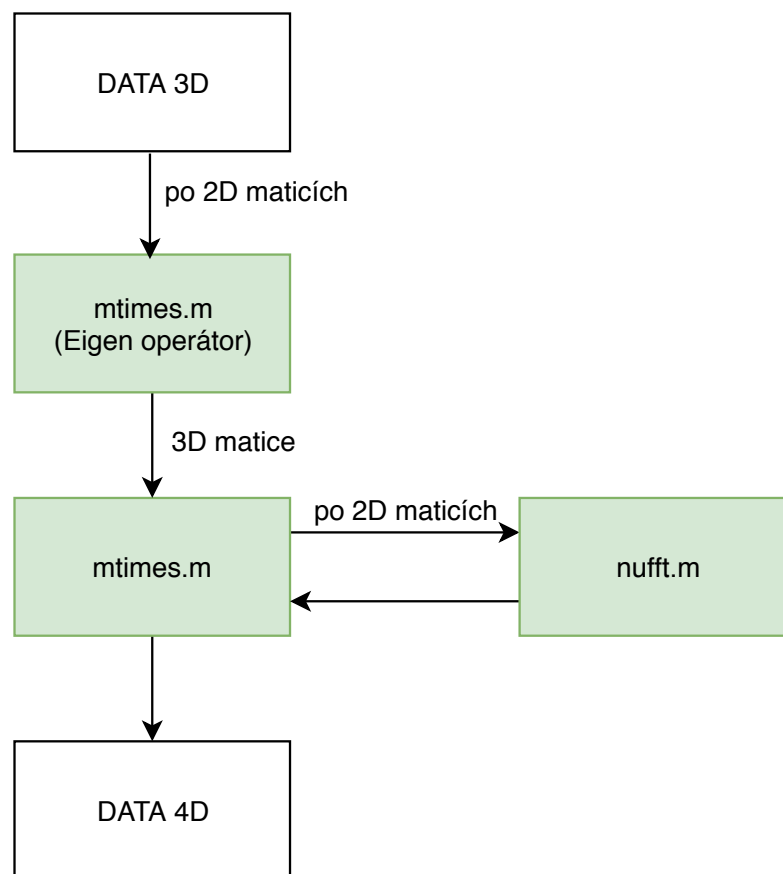 DATA 3D
po 2D maticích
mtimes.m
(Eigen operátor)
3D matice
mtimes.m
po 2D maticích
nufft.m
DATA 4D